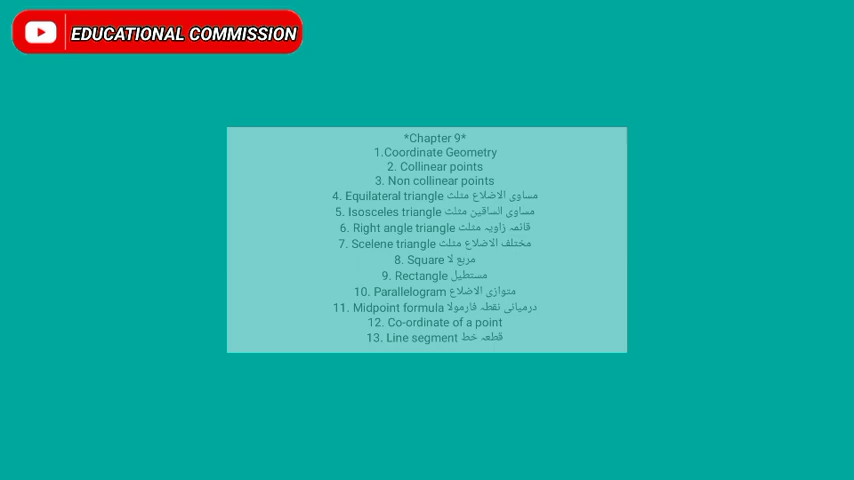 EDUCATIONAL COMMISSION
*Chapter 9*
1.Coordinate Geometry
2. Collinear points
3. Non collinear points
4. Equilateral triangle مساوی الاضلاع مثلث
5. Isosceles triangle مساوی الساقین مثلث
6. Right angle triangle قائمہ زاویہ مثلث
7. Scelene triangle مختلف الاضلاع مثلث
8. Square مربع لا
9. Rectangle مستطیل
10. Parallelogram متوازی الاضلاع
11. Midpoint formula درمیانی نقطہ فارمولا
12. Co-ordinate of a point
13. Line segment قطعہ خط